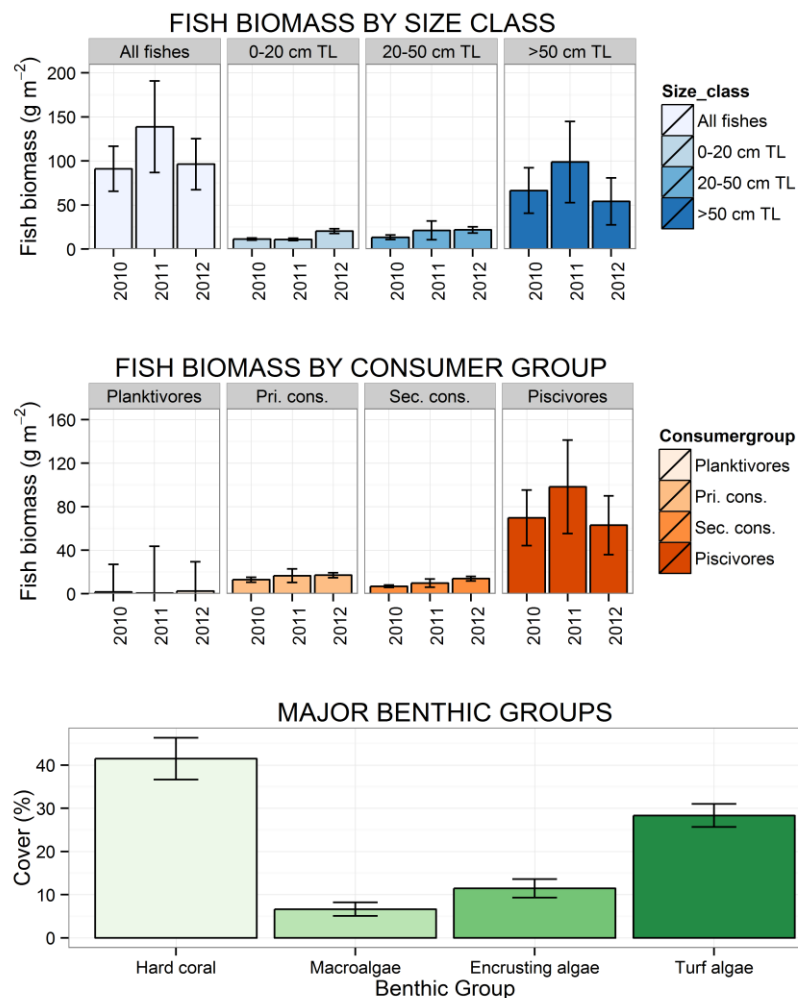 FISH BIOMASS BY SIZE CLASS
All fishes 0-20 cm TL 20-50 cm TL >50 cm TL
Fish biomass (g m⁻²)
200
150
100
50
0
2010 2011 2012 2010 2011 2012 2010 2011 2012 2010 2011 2012
Size_class
All fishes
0-20 cm TL
20-50 cm TL
>50 cm TL
FISH BIOMASS BY CONSUMER GROUP
Planktivores Pri. cons. Sec. cons. Piscivores
Fish biomass (g m⁻²)
160
120
80
40
0
2010 2011 2012 2010 2011 2012 2010 2011 2012 2010 2011 2012
Consumergroup
Planktivores
Pri. cons.
Sec. cons.
Piscivores
MAJOR BENTHIC GROUPS
Cover (%)
40
30
20
10
0
Hard coral Macroalgae Encrusting algae Turf algae
Benthic Group